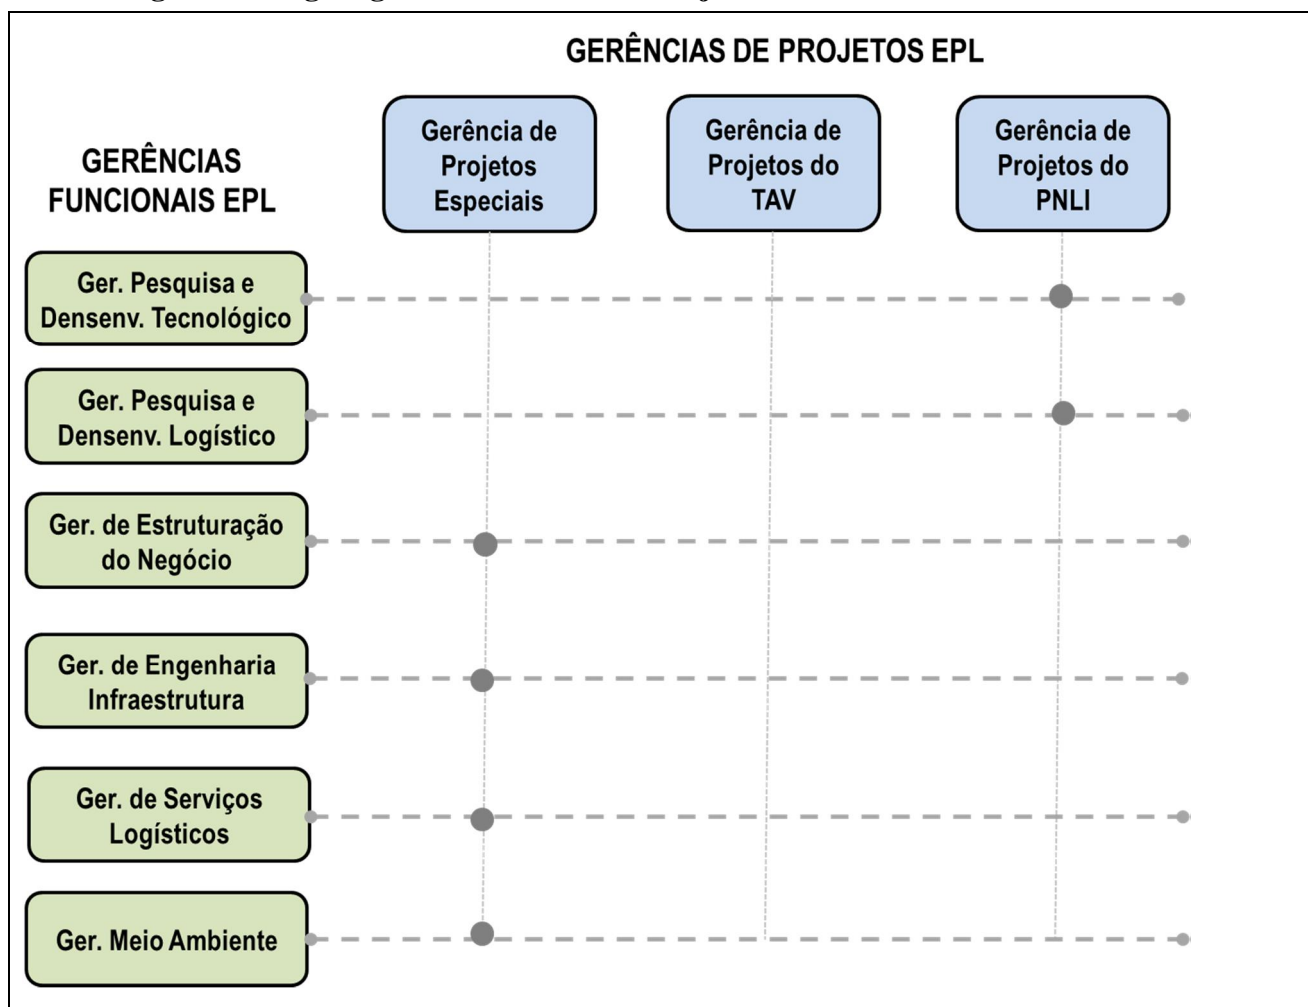 GERÊNCIAS DE PROJETOS EPL
Gerência de
Projetos
Especiais
Gerência de
Projetos do
TAV
Gerência de
Projetos do
PNLI
GERÊNCIAS
FUNCIONAIS EPL
Ger. Pesquisa e
Densenv. Tecnológico
Ger. Pesquisa e
Densenv. Logístico
Ger. de Estruturação
do Negócio
Ger. de Engenharia
Infraestrutura
Ger. de Serviços
Logísticos
Ger. Meio Ambiente